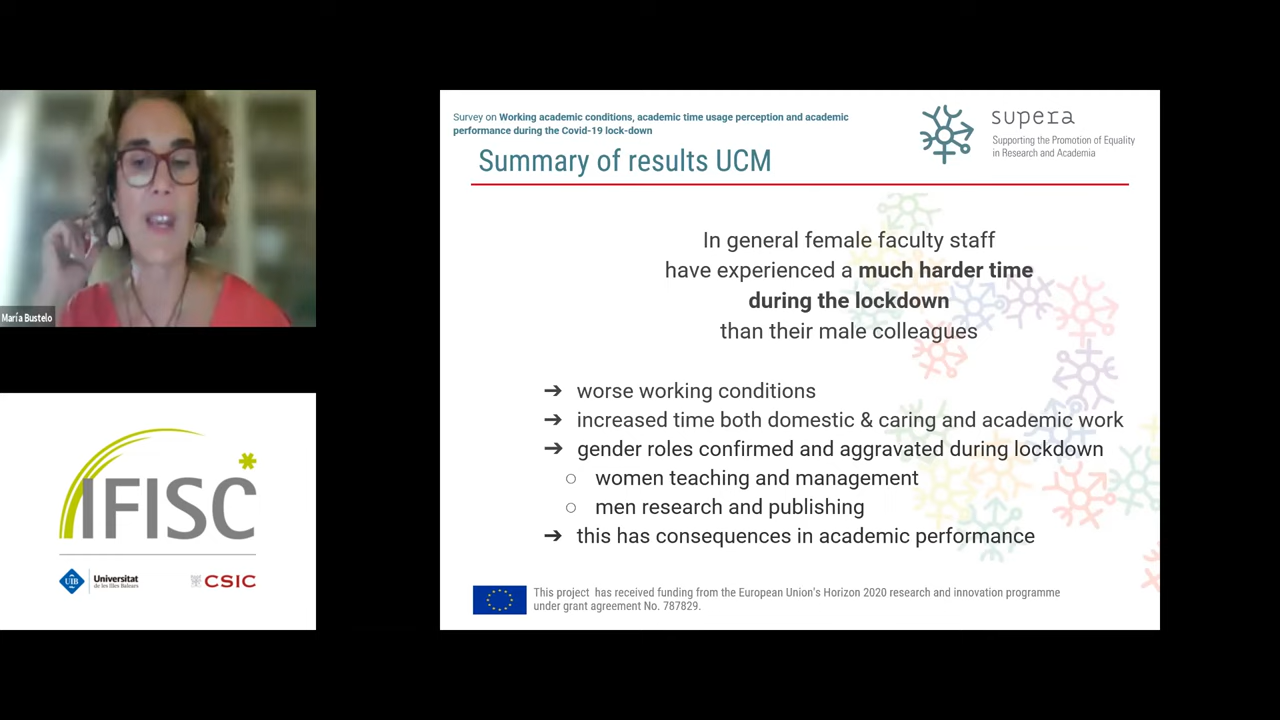 María Bustelo
IFISC
UIB
Universitat
de les Illes Balears
CSIC
Survey on Working academic conditions, academic time usage perception and academic
performance during the Covid-19 lock-down
Summary of results UCM
supera
Supporting the Promotion of Equality
in Research and Academia
In general female faculty staff
have experienced a much harder time
during the lockdown
than their male colleagues
➔ worse working conditions
➔ increased time both domestic & caring and academic work
➔ gender roles confirmed and aggravated during lockdown
○ women teaching and management
○ men research and publishing
➔ this has consequences in academic performance
This project has received funding from the European Union's Horizon 2020 research and innovation programme
under grant agreement No. 787829.